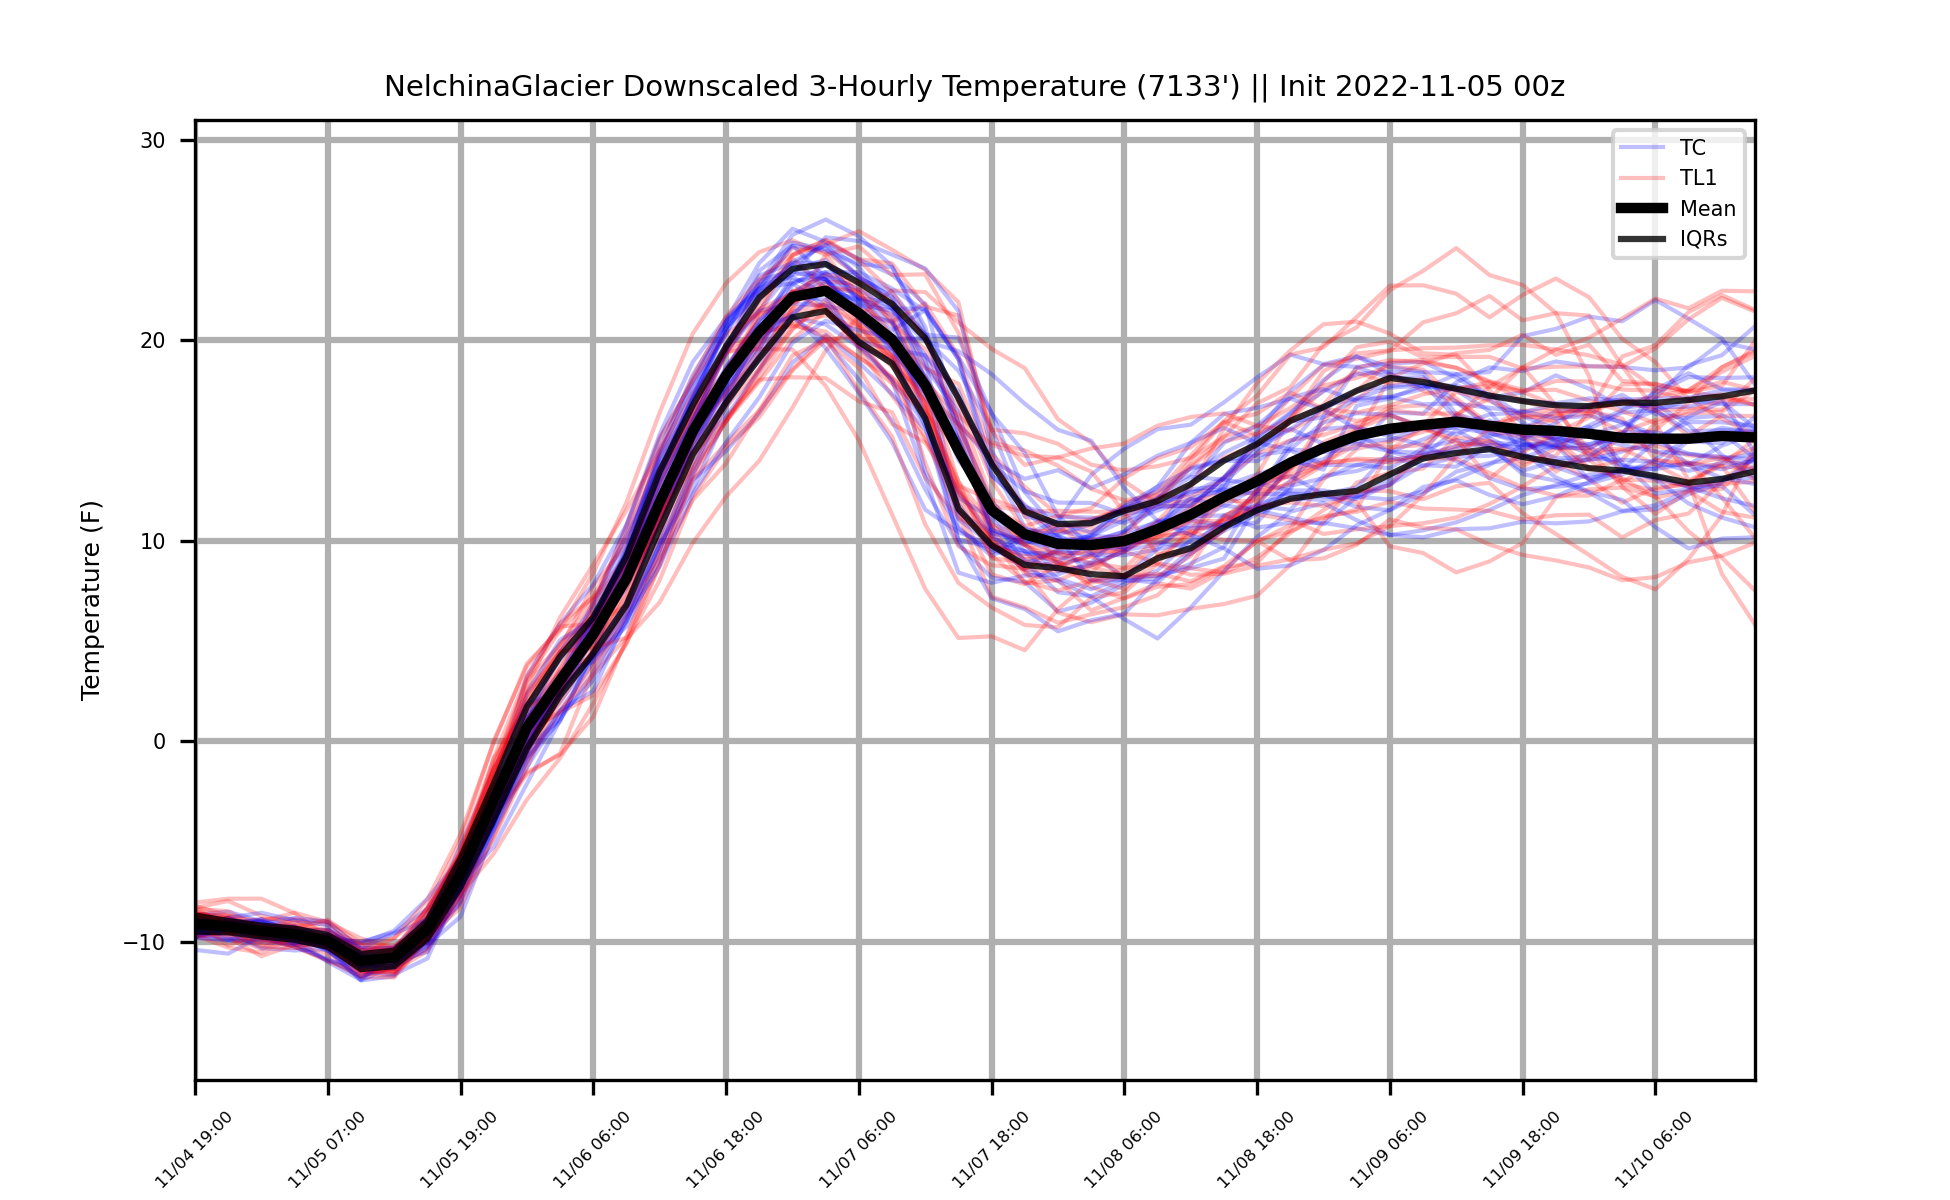 NelchinaGlacier Downscaled 3-Hourly Temperature (7133') || Init 2022-11-05 00z
TC
TL1
Mean
IQRs
Temperature (F)
30
20
10
0
−10
11/04 19:00
11/05 07:00
11/05 19:00
11/06 06:00
11/06 18:00
11/07 06:00
11/07 18:00
11/08 06:00
11/08 18:00
11/09 06:00
11/09 18:00
11/10 06:00